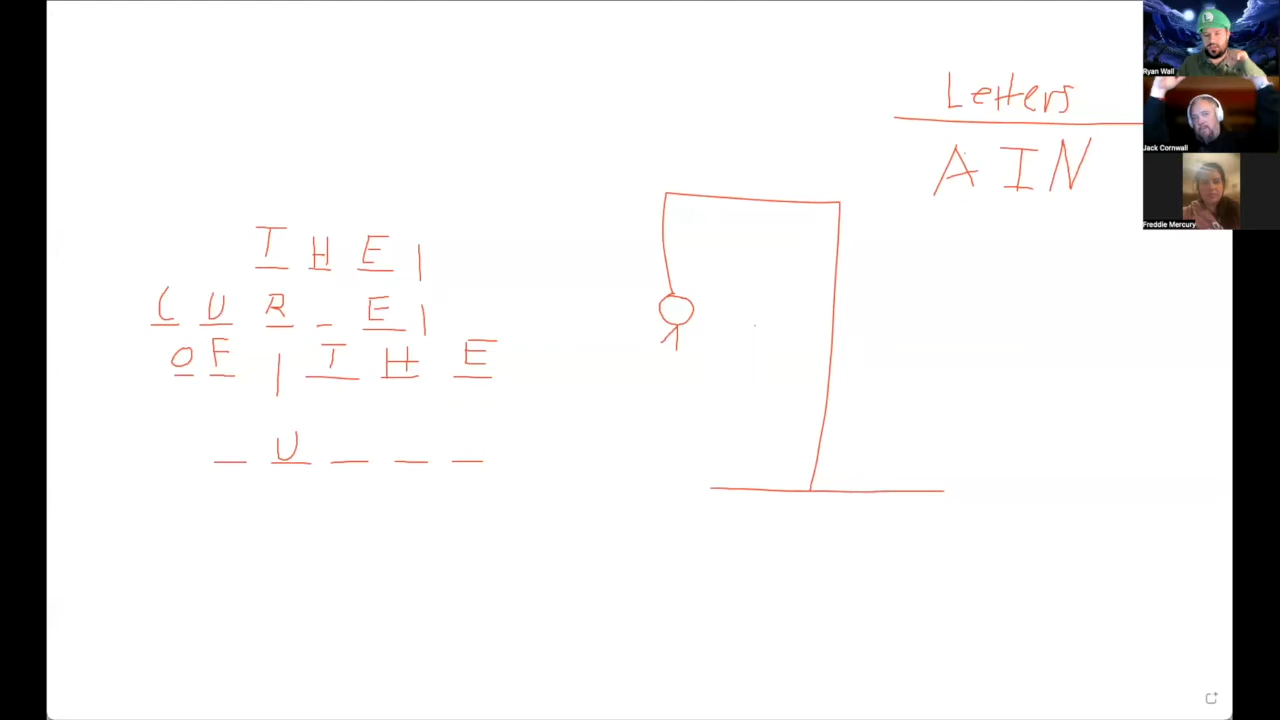 Letters
A I N
T H E |
C U R _ E |
O F | T H E
_ U _ _ _
Ryan Wall
Jack Cornwall
Freddie Mercury